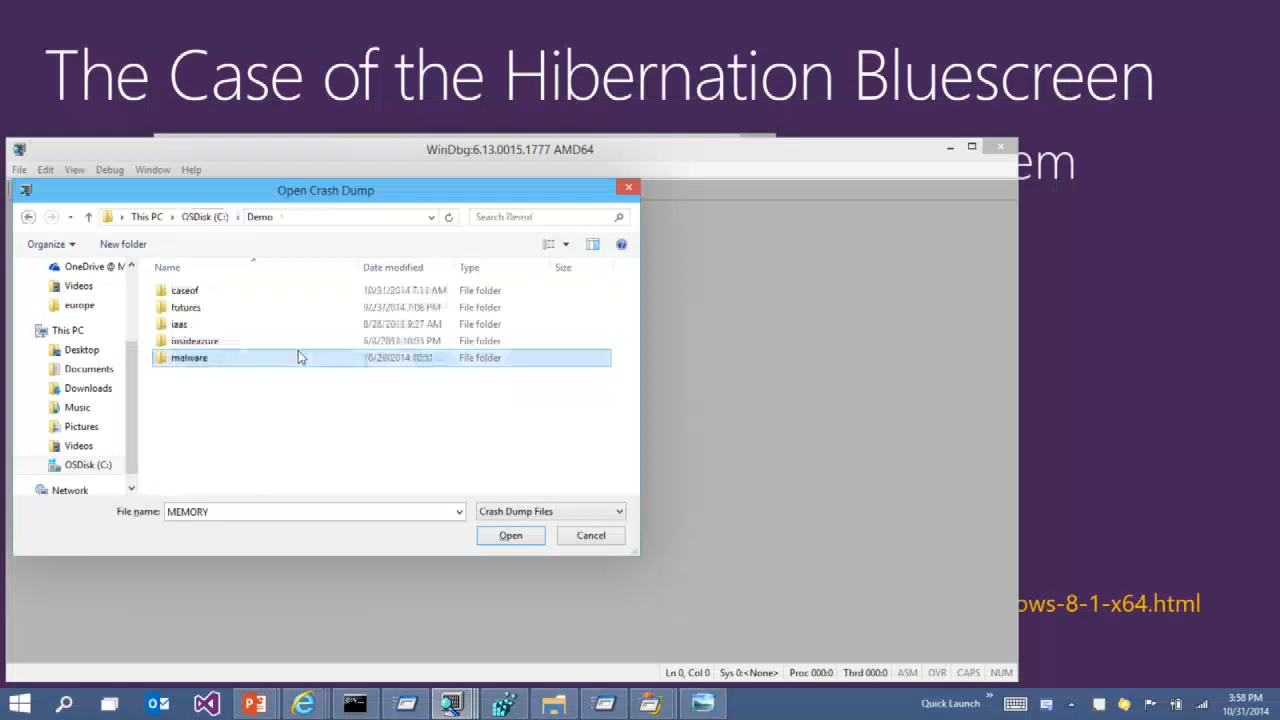 The Case of the Hibernation Bluescreen
em
WinDbg:6.13.0015.1777 AMD64
File Edit View Debug Window Help
Open Crash Dump
This PC OSDisk (C:) Demo
Organize New folder
Name Date modified Type Size
OneDrive @ M
Videos
europe
This PC
Desktop
Documents
Downloads
Music
Pictures
Videos
OSDisk (C:)
Network
caseof File folder
futures File folder
File folder
insideazure File folder
malware File folder
File name: MEMORY Crash Dump Files
Open Cancel
ows-8-1-x64.html
Ln 0, Col 0 Sys 0:<None> Proc 000:0 Thrd 000:0 ASM OVR CAPS NUM
Quick Launch
3:58 PM
10/31/2014